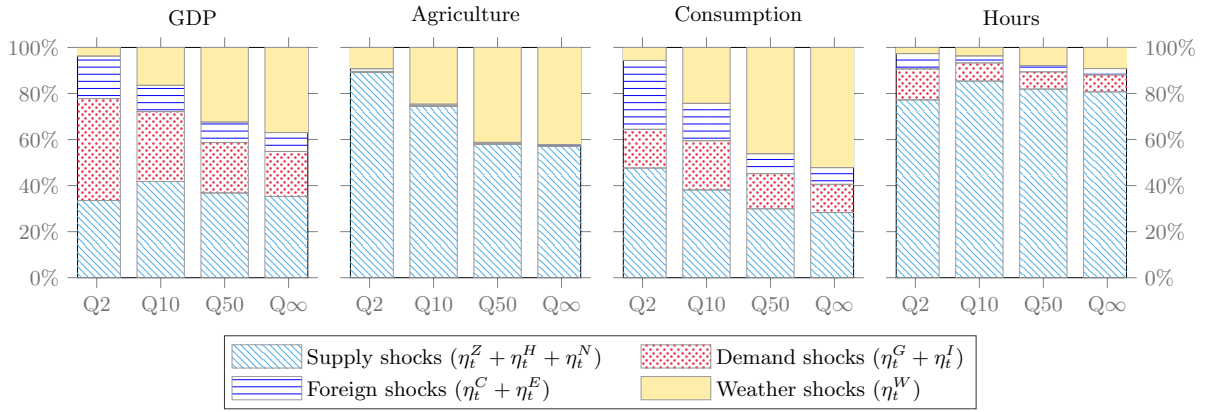 GDP Agriculture Consumption Hours
100% 100%
80% 80%
60% 60%
40% 40%
20% 20%
0% 0%
Q2 Q10 Q50 Q∞ Q2 Q10 Q50 Q∞ Q2 Q10 Q50 Q∞ Q2 Q10 Q50 Q∞
Supply shocks (η_t^Z + η_t^H + η_t^N) Demand shocks (η_t^G + η_t^I)
Foreign shocks (η_t^C + η_t^E) Weather shocks (η_t^W)